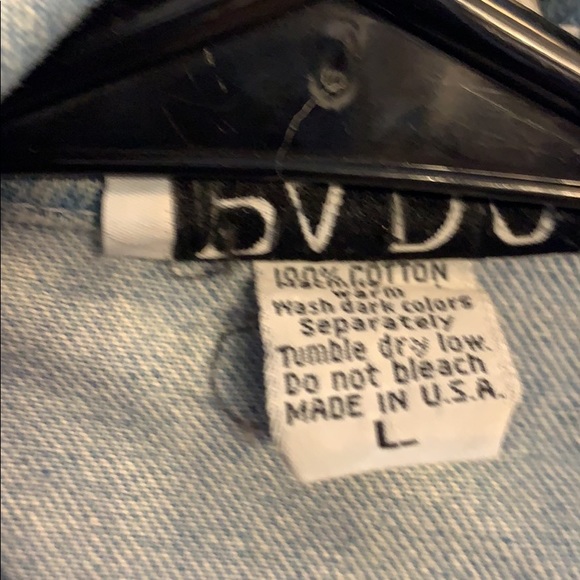 100% COTTON
warm
Wash dark colors
Separately
Tumble dry low.
Do not bleach
MADE IN U.S.A.
L